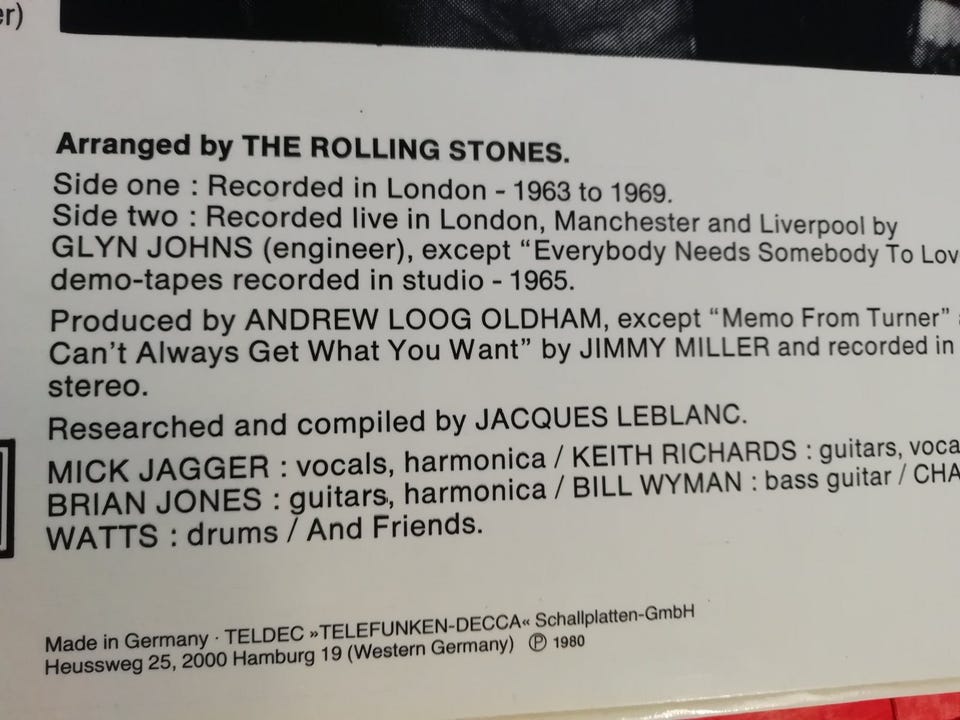 er)
Arranged by THE ROLLING STONES.
Side one : Recorded in London - 1963 to 1969.
Side two : Recorded live in London, Manchester and Liverpool by
GLYN JOHNS (engineer), except “Everybody Needs Somebody To Lov
demo-tapes recorded in studio - 1965.
Produced by ANDREW LOOG OLDHAM, except “Memo From Turner”
Can't Always Get What You Want” by JIMMY MILLER and recorded in
stereo.
Researched and compiled by JACQUES LEBLANC.
MICK JAGGER : vocals, harmonica / KEITH RICHARDS : guitars, voca
BRIAN JONES : guitars, harmonica / BILL WYMAN : bass guitar / CHA
WATTS : drums / And Friends.
Made in Germany · TELDEC »TELEFUNKEN-DECCA« Schallplatten-GmbH
Heussweg 25, 2000 Hamburg 19 (Western Germany) ℗ 1980